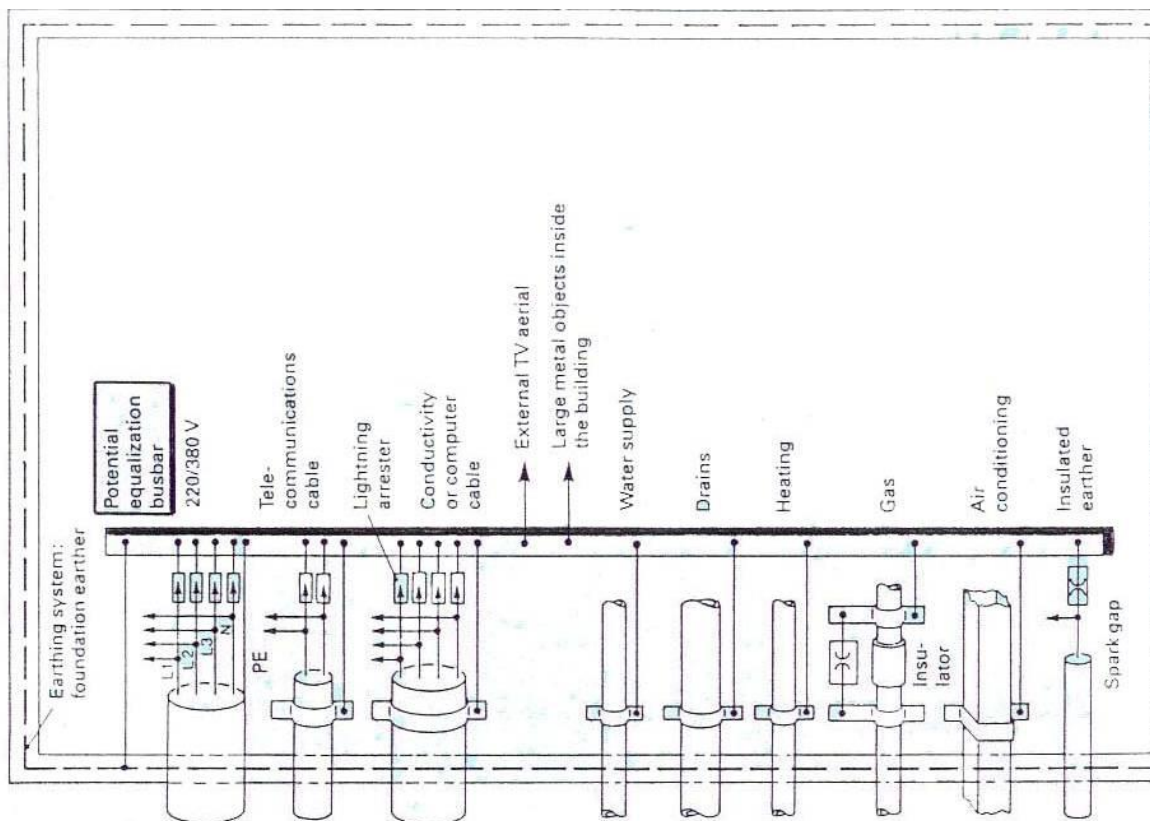 Earthing system:
foundation earther
Potential
equalization
busbar
220/380 V
L1
L2
L3
N
PE
Tele-
communications
cable
Lightning
arrester
Conductivity
or computer
cable
External TV aerial
Large metal objects inside
the building
Water supply
Drains
Heating
Gas
Insu-
lator
Air
conditioning
Insulated
earther
Spark gap